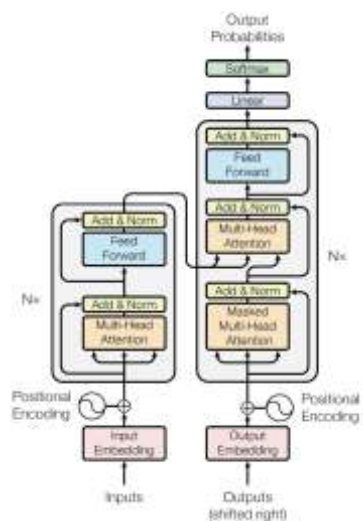 Output
Probabilities
Softmax
Linear
Add & Norm
Feed
Forward
Add & Norm
Multi-Head
Attention
Add & Norm
Masked
Multi-Head
Attention
Nx
Add & Norm
Feed
Forward
Add & Norm
Multi-Head
Attention
Nx
Positional
Encoding
Positional
Encoding
Input
Embedding
Output
Embedding
Inputs
Outputs
(shifted right)